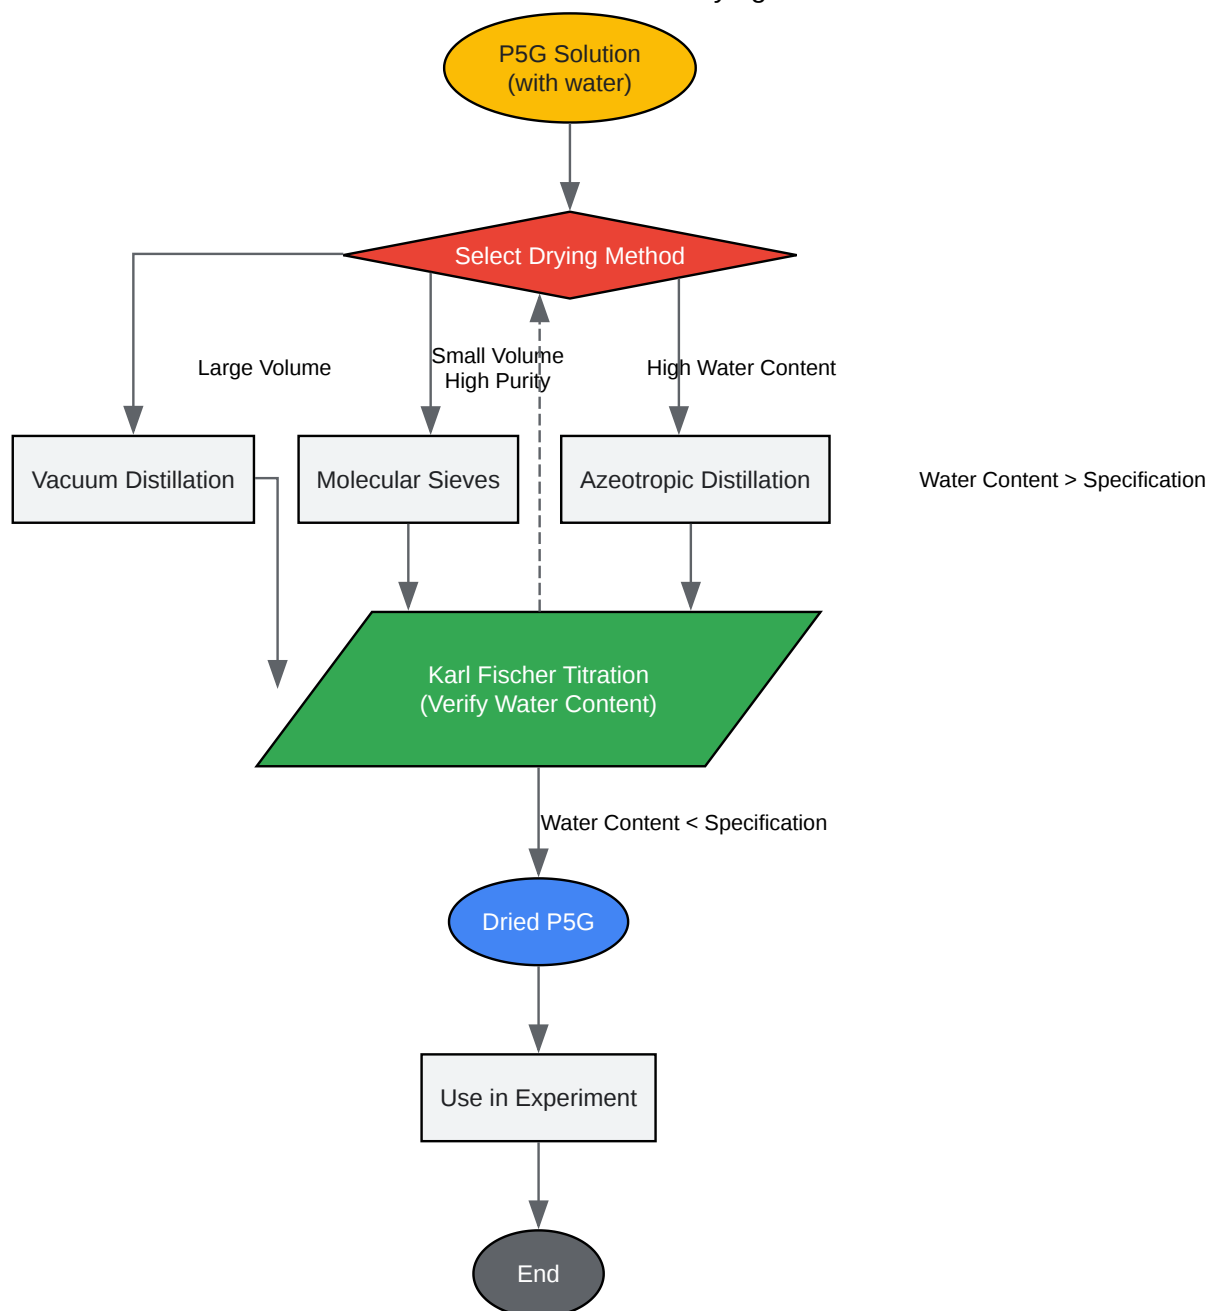 P5G Solution
(with water)
Select Drying Method
Large Volume
Small Volume
High Purity
High Water Content
Vacuum Distillation
Molecular Sieves
Azeotropic Distillation
Water Content > Specification
Karl Fischer Titration
(Verify Water Content)
Water Content < Specification
Dried P5G
Use in Experiment
End